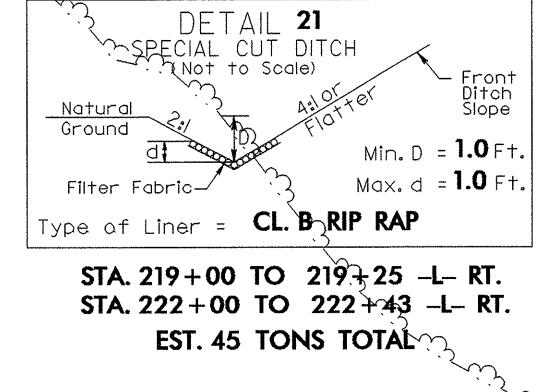 DETAIL 21
SPECIAL CUT DITCH
(Not to Scale)
Natural
Ground
2:1
D
4:1 or
Flatter
Front
Ditch
Slope
d
Min. D = 1.0 Ft.
Max. d = 1.0 Ft.
Filter Fabric
Type of Liner = CL. B RIP RAP
STA. 219+00 TO 219+25 -L- RT.
STA. 222+00 TO 222+43 -L- RT.
EST. 45 TONS TOTAL